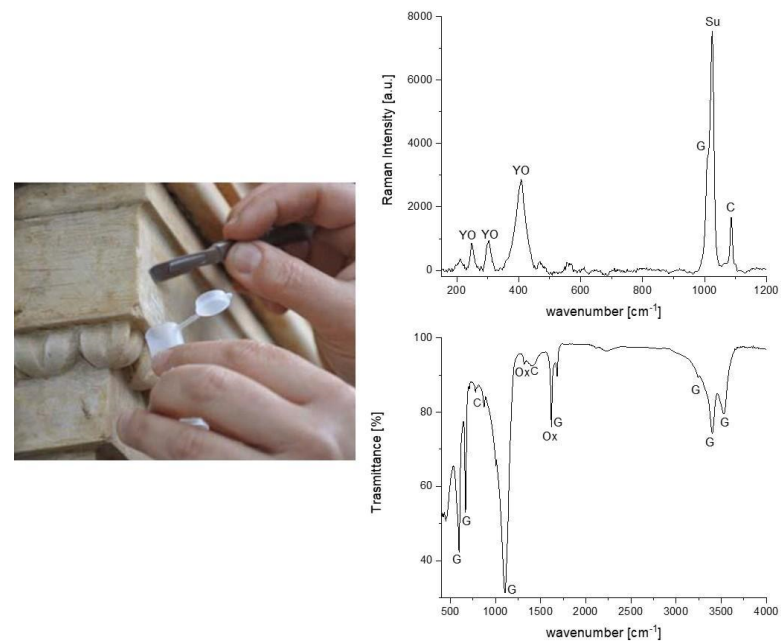 Raman Intensity [a.u.]
8000
6000
4000
2000
0
Su
G
YO
C
YO
YO
200
400
600
800
1000
1200
wavenumber [cm-1]
Trasmittance [%]
100
80
60
40
Ox
C
C
G
Ox
G
G
G
G
G
G
500
1000
1500
2000
2500
3000
3500
4000
wavenumber [cm-1]